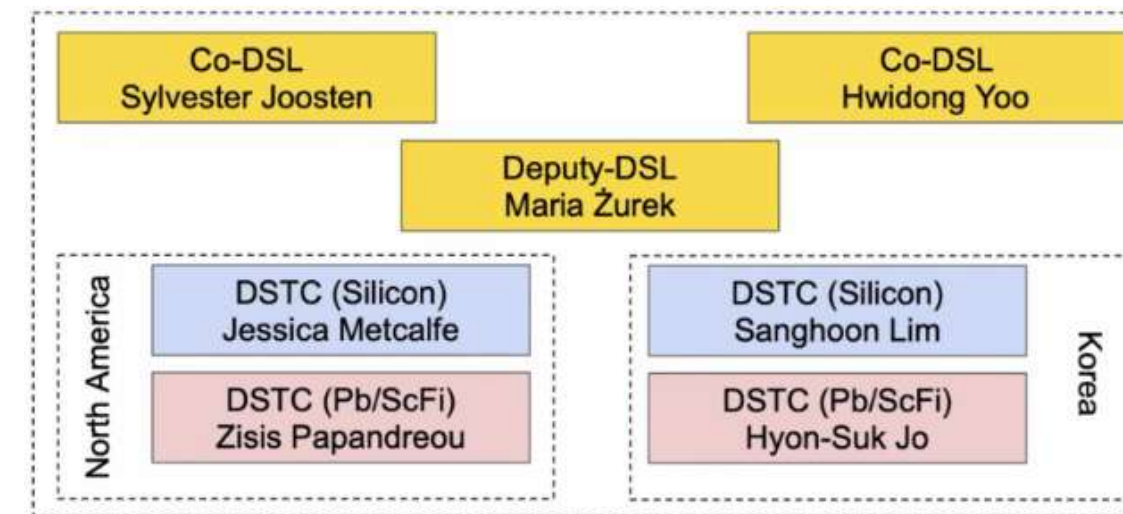 Co-DSL
Sylvester Joosten
Co-DSL
Hwidong Yoo
Deputy-DSL
Maria Żurek
North America
DSTC (Silicon)
Jessica Metcalfe
DSTC (Pb/ScFi)
Zisis Papandreou
DSTC (Silicon)
Sanghoon Lim
DSTC (Pb/ScFi)
Hyon-Suk Jo
Korea